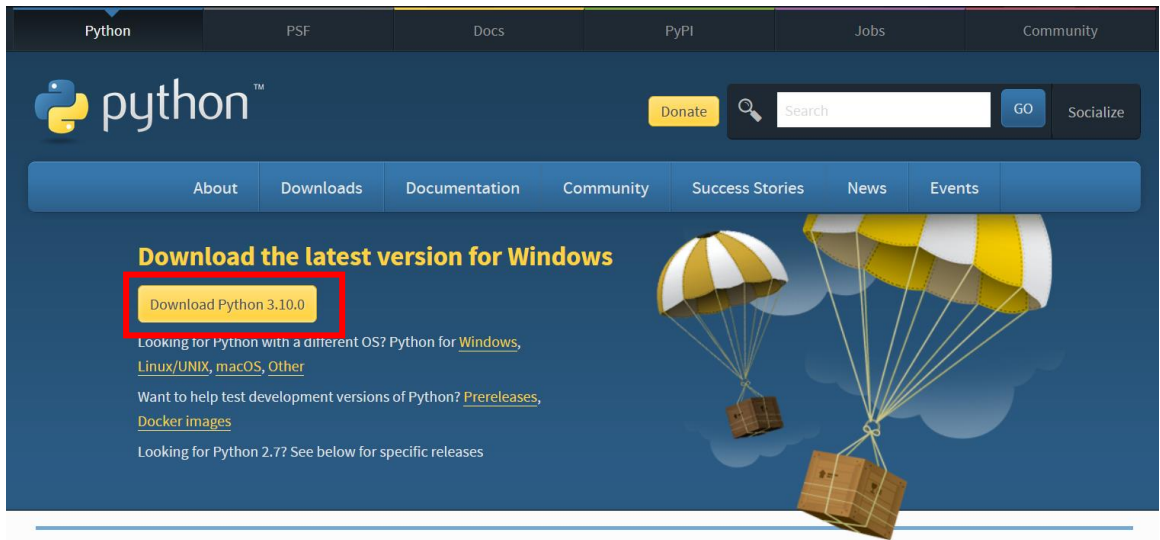 Python PSF Docs PyPI Jobs Community
python™
Donate Search GO Socialize
About Downloads Documentation Community Success Stories News Events
Download the latest version for Windows
Download Python 3.10.0
Looking for Python with a different OS? Python for Windows,
Linux/UNIX, macOS, Other
Want to help test development versions of Python? Prereleases,
Docker images
Looking for Python 2.7? See below for specific releases